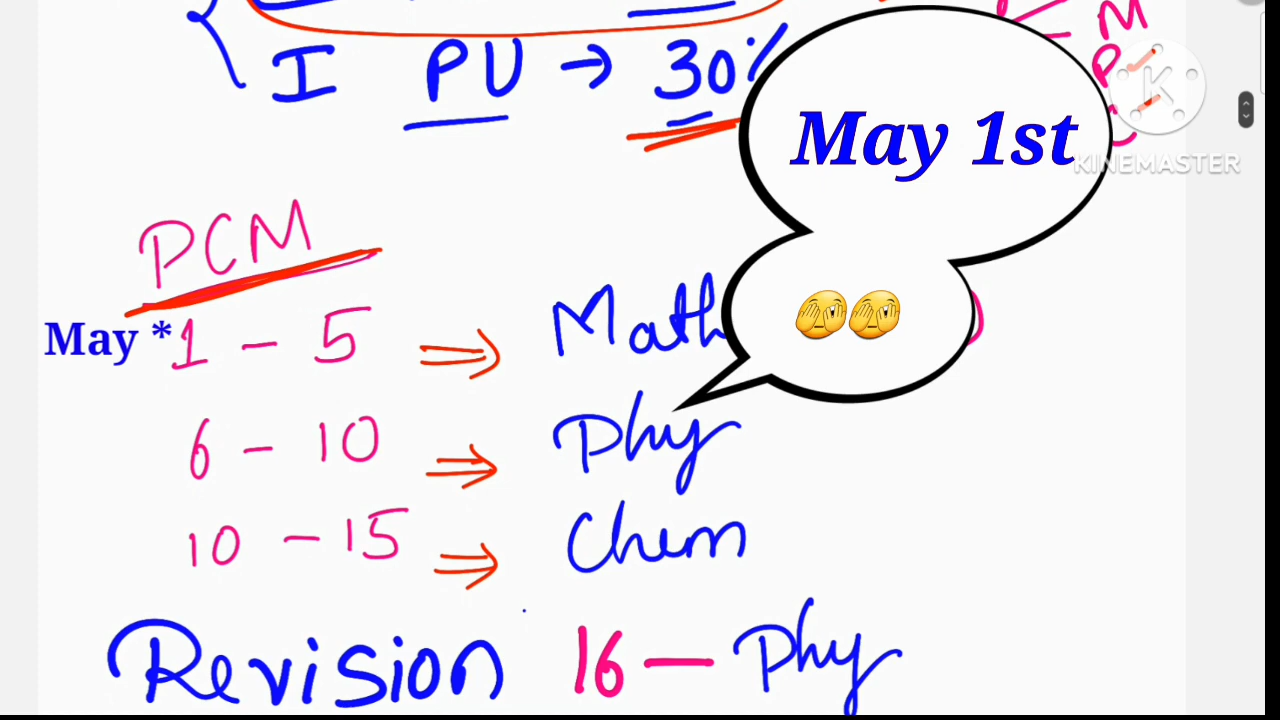 I PU → 30%
M
P
May 1st
KINEMASTER
PCM
May * 1 - 5 ⇒ Math
6 - 10 ⇒ Phy
10 - 15 ⇒ Chem
Revision 16 — Phy